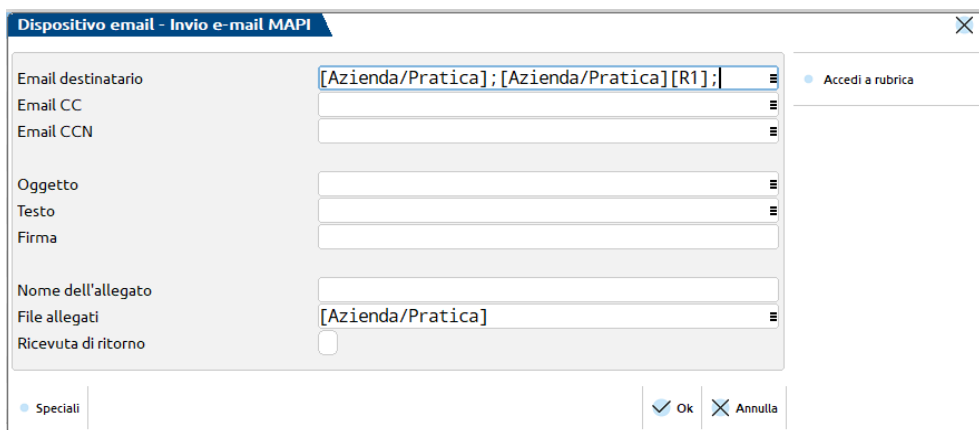 Dispositivo email - Invio e-mail MAPI
Email destinatario [Azienda/Pratica];[Azienda/Pratica][R1]; Accedi a rubrica
Email CC
Email CCN
Oggetto
Testo
Firma
Nome dell'allegato
File allegati [Azienda/Pratica]
Ricevuta di ritorno
Speciali Ok Annulla